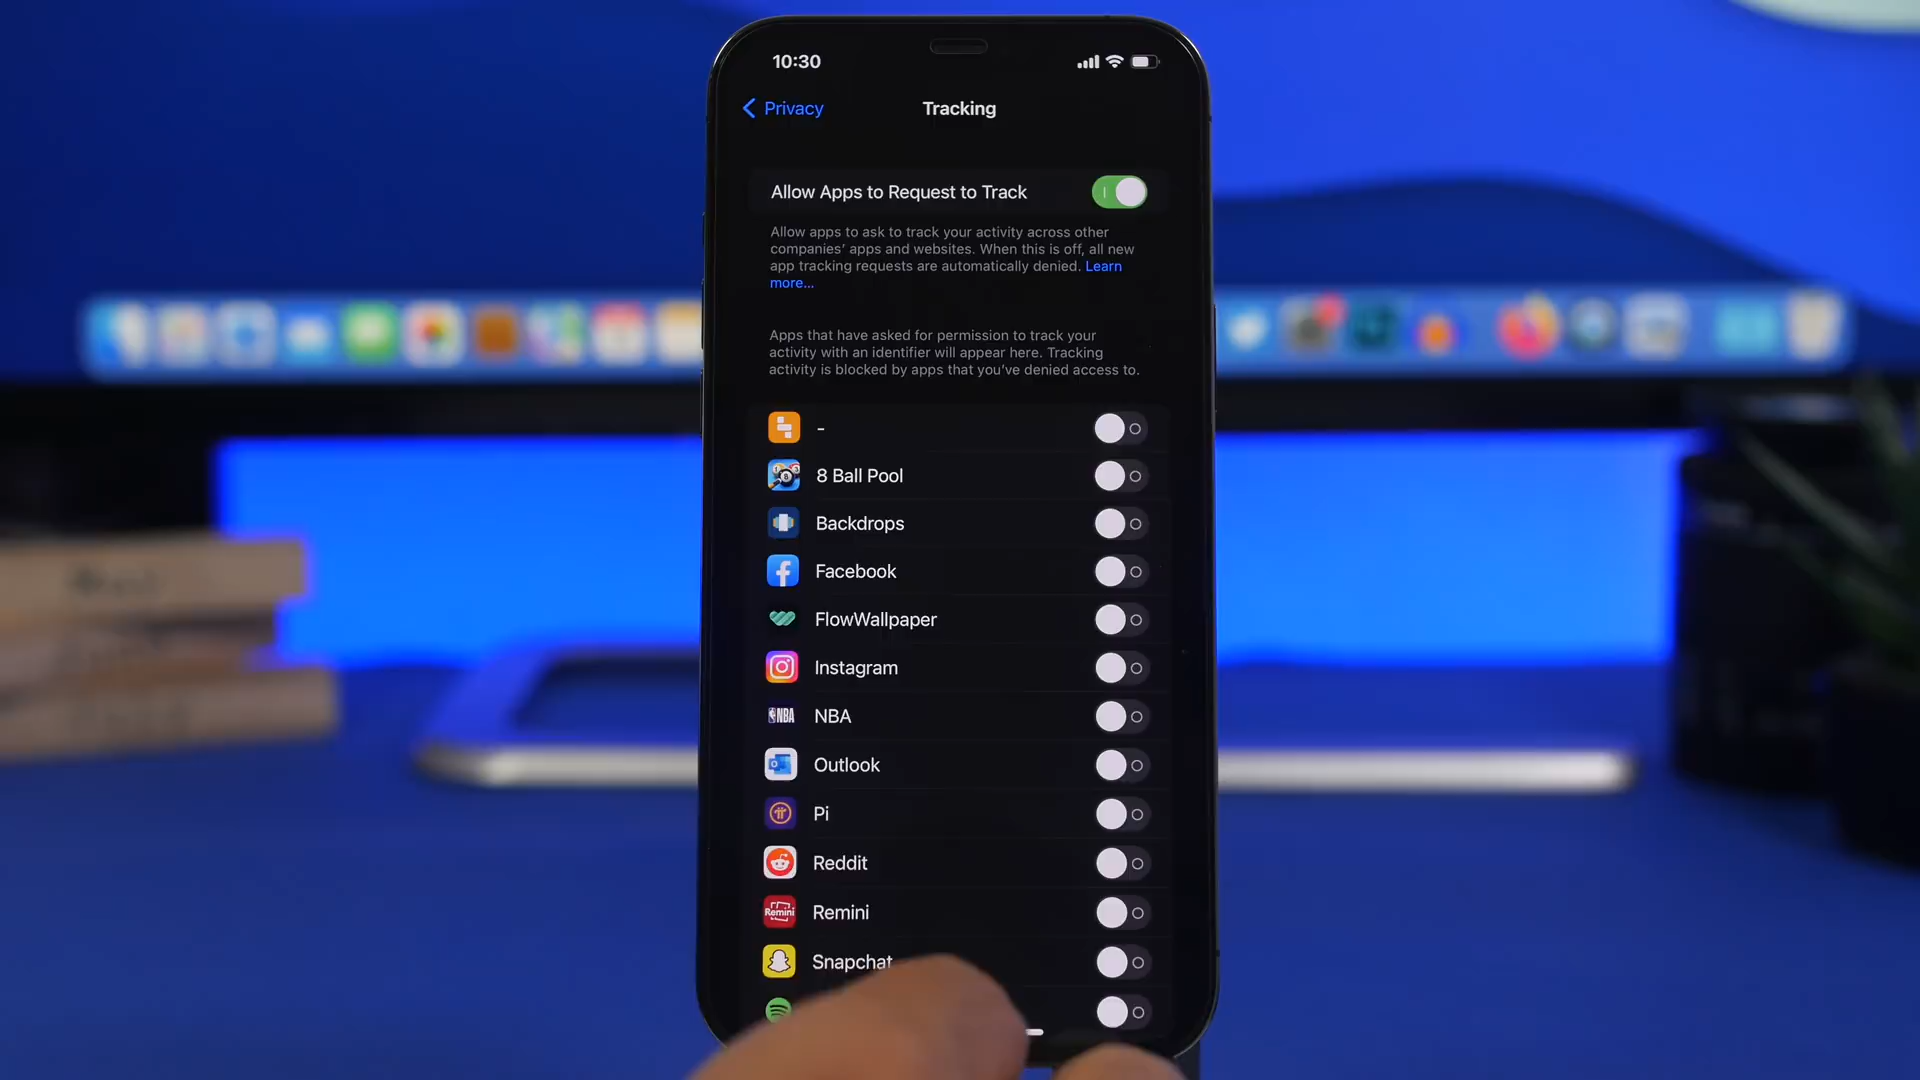 10:30
Privacy
Tracking
Allow Apps to Request to Track
Allow apps to ask to track your activity across other
companies' apps and websites. When this is off, all new
app tracking requests are automatically denied. Learn
more...
Apps that have asked for permission to track your
activity with an identifier will appear here. Tracking
activity is blocked by apps that you've denied access to.
-
8 Ball Pool
Backdrops
Facebook
FlowWallpaper
Instagram
NBA
NBA
Outlook
Pi
Reddit
Remini
Remini
Snapchat